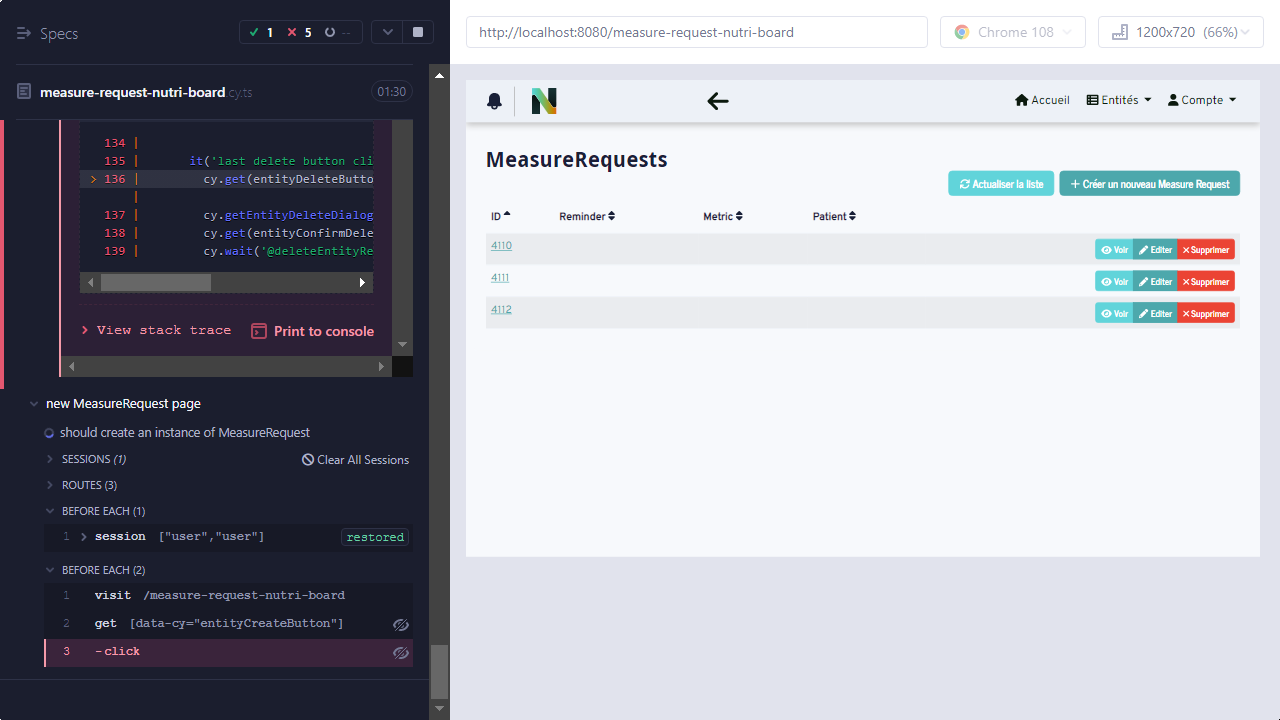 Specs
1
5
--
measure-request-nutri-board.cy.ts
01:30
134 |
135 | it('last delete button cli
> 136 | cy.get(entityDeleteButto
|
137 | cy.getEntityDeleteDialog
138 | cy.get(entityConfirmDele
139 | cy.wait('@deleteEntityRe
> View stack trace
Print to console
new MeasureRequest page
should create an instance of MeasureRequest
SESSIONS (1)
Clear All Sessions
ROUTES (3)
BEFORE EACH (1)
1 session ["user","user"] restored
BEFORE EACH (2)
1 visit /measure-request-nutri-board
2 get [data-cy="entityCreateButton"]
3 -click
http://localhost:8080/measure-request-nutri-board
Chrome 108
1200x720 (66%)
N
Accueil
Entités
Compte
MeasureRequests
Actualiser la liste
+ Créer un nouveau Measure Request
ID Reminder Metric Patient
4110 Voir Editer Supprimer
4111 Voir Editer Supprimer
4112 Voir Editer Supprimer